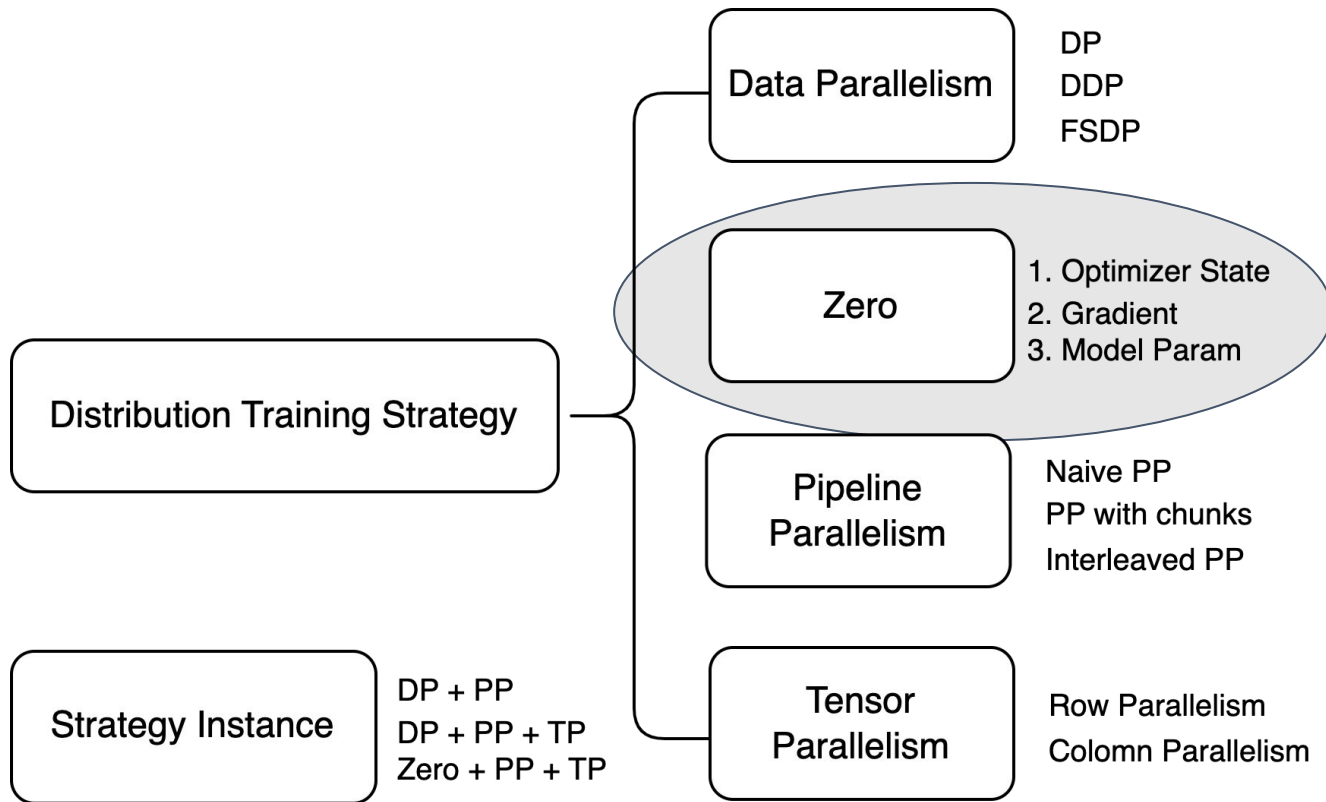 Data Parallelism
DP
DDP
FSDP
Zero
1. Optimizer State
2. Gradient
3. Model Param
Distribution Training Strategy
Pipeline
Parallelism
Naive PP
PP with chunks
Interleaved PP
Strategy Instance
DP + PP
DP + PP + TP
Zero + PP + TP
Tensor
Parallelism
Row Parallelism
Colomn Parallelism